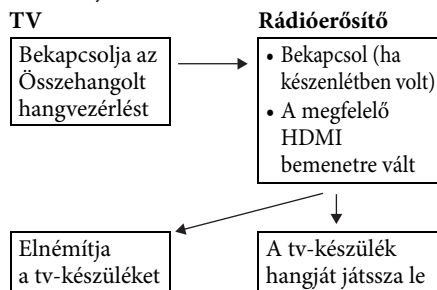 TV
Rádióerősítő
Bekapcsolja az
Összehangolt
hangvezérlést
• Bekapcsol (ha
készenlétben volt)
• A megfelelő
HDMI
bemenetre vált
Elnémítja
a tv-készüléket
A tv-készülék
hangját játssza le